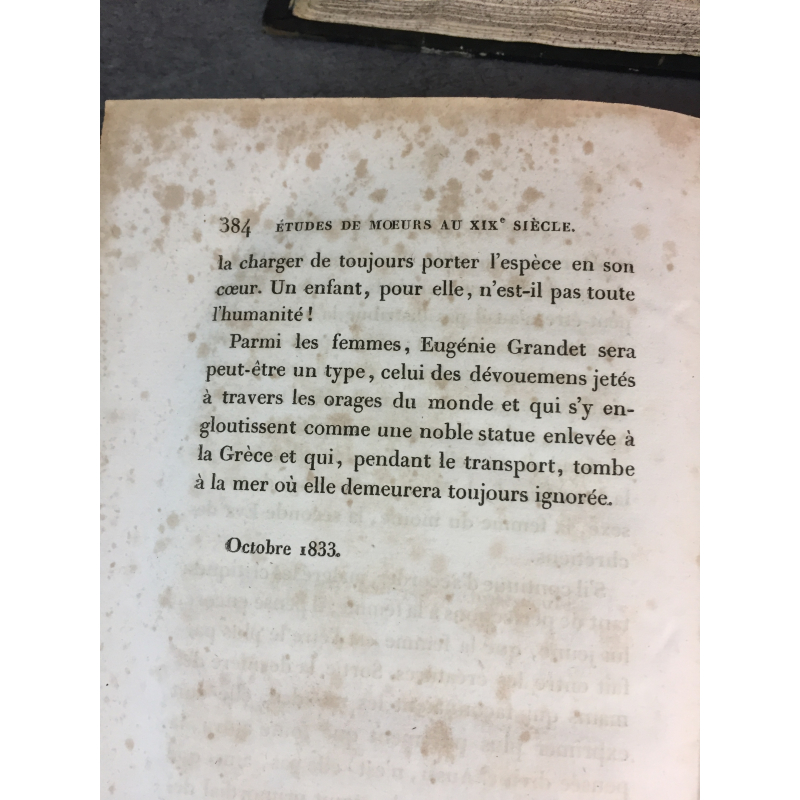 384 ÉTUDES DE MŒURS AU XIXe SIÈCLE.
la charger de toujours porter l'espèce en son
cœur. Un enfant, pour elle, n'est-il pas toute
l'humanité!
Parmi les femmes, Eugénie Grandet sera
peut-être un type, celui des dévouemens jetés
à travers les orages du monde et qui s'y en-
gloutissent comme une noble statue enlevée à
la Grèce et qui, pendant le transport, tombe
à la mer où elle demeurera toujours ignorée.
Octobre 1833.